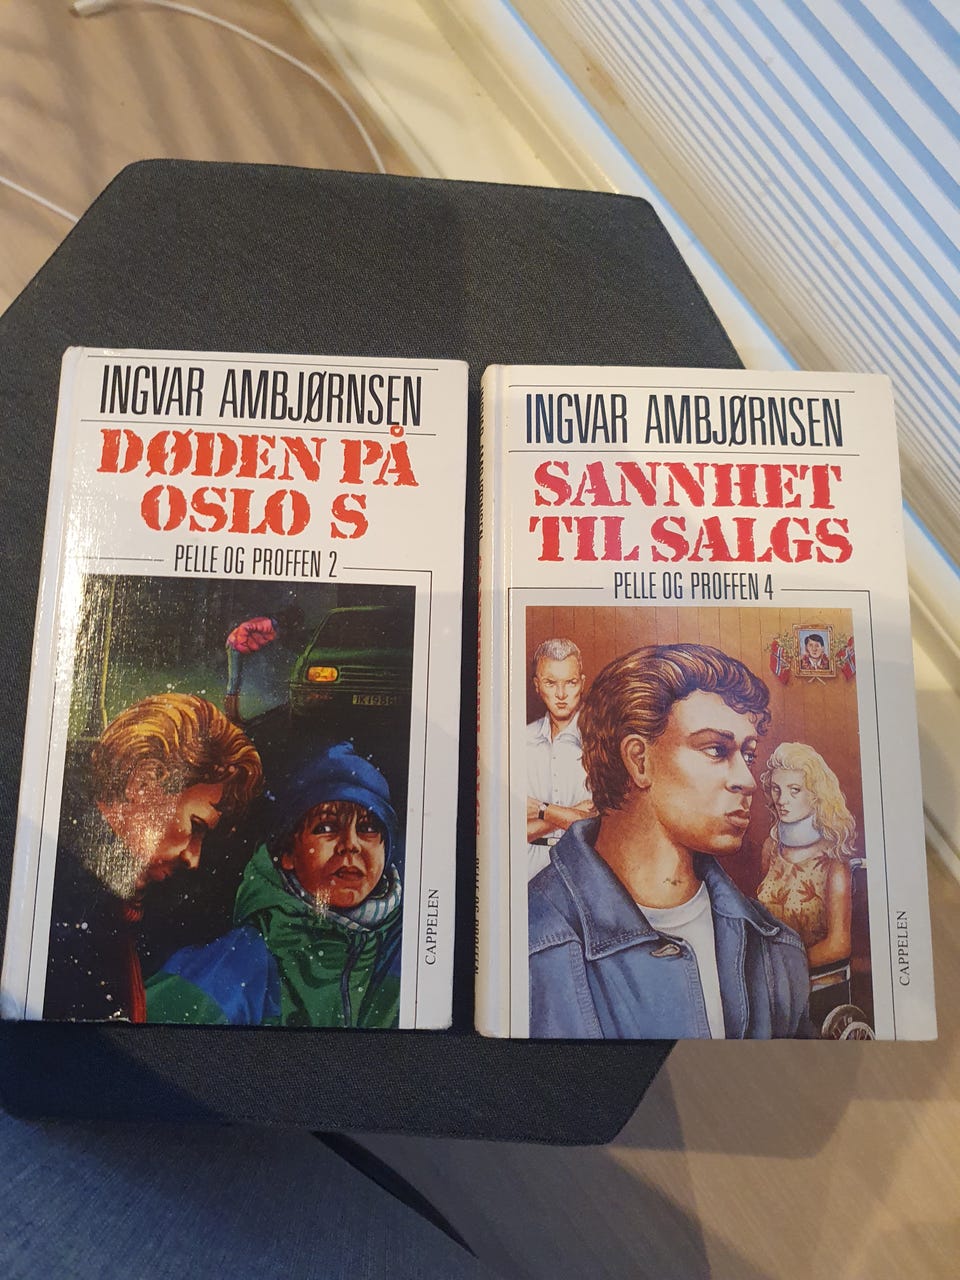 INGVAR AMBJØRNSEN
DØDEN PÅ
OSLO S
PELLE OG PROFFEN 2
CAPPELEN
INGVAR AMBJØRNSEN
SANNHET
TIL SALGS
PELLE OG PROFFEN 4
CAPPELEN